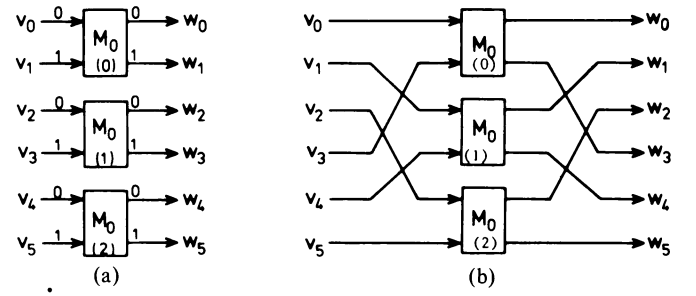 v₀ 0 M₀ (0) 0 w₀
v₁ 1 1 w₁
v₂ 0 M₀ (1) 0 w₂
v₃ 1 1 w₃
v₄ 0 M₀ (2) 0 w₄
v₅ 1 1 w₅
(a)
v₀ M₀ (0) w₀
v₁ w₁
v₂ M₀ (1) w₂
v₃ w₃
v₄ M₀ (2) w₄
v₅ w₅
(b)